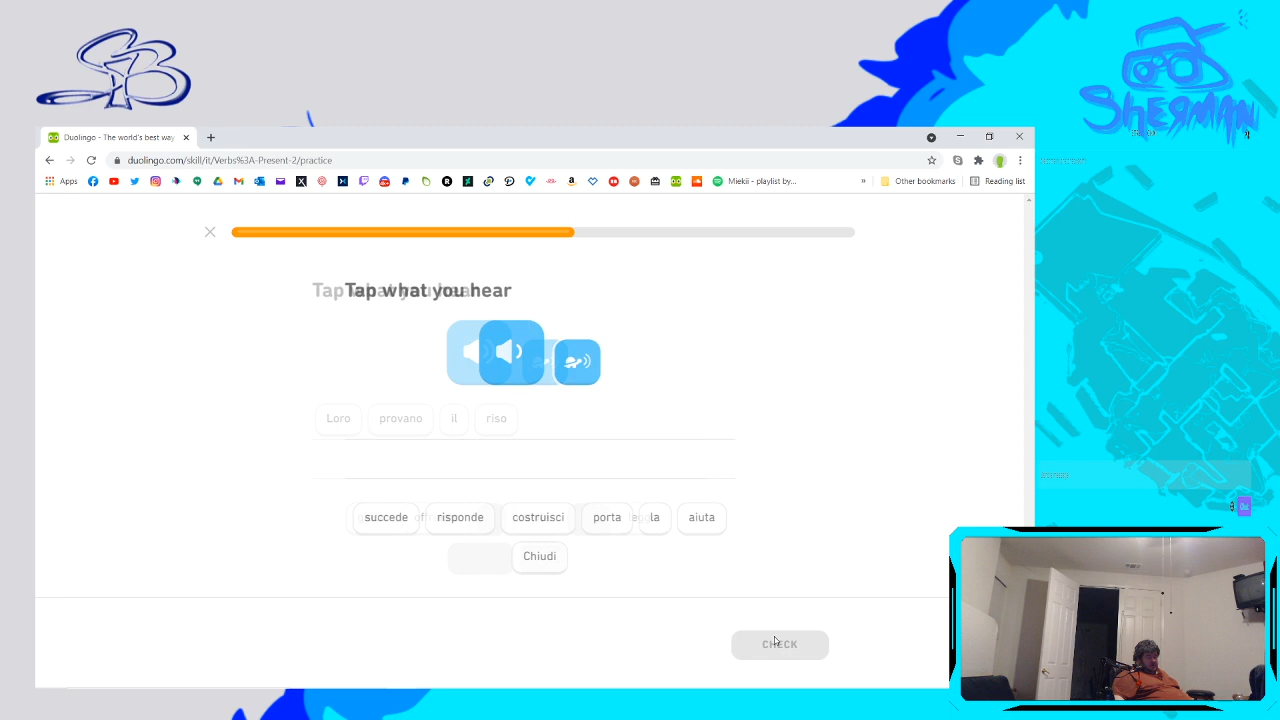 SB
SHERMAN
Duolingo - The world's best way
duolingo.com/skill/it/Verbs%3A-Present-2/practice
Apps
Miekii - playlist by...
»
Other bookmarks
Reading list
Tap what you hear
Loro provano il riso
succede risponde costruisci porta la aiuta
Chiudi
CHECK